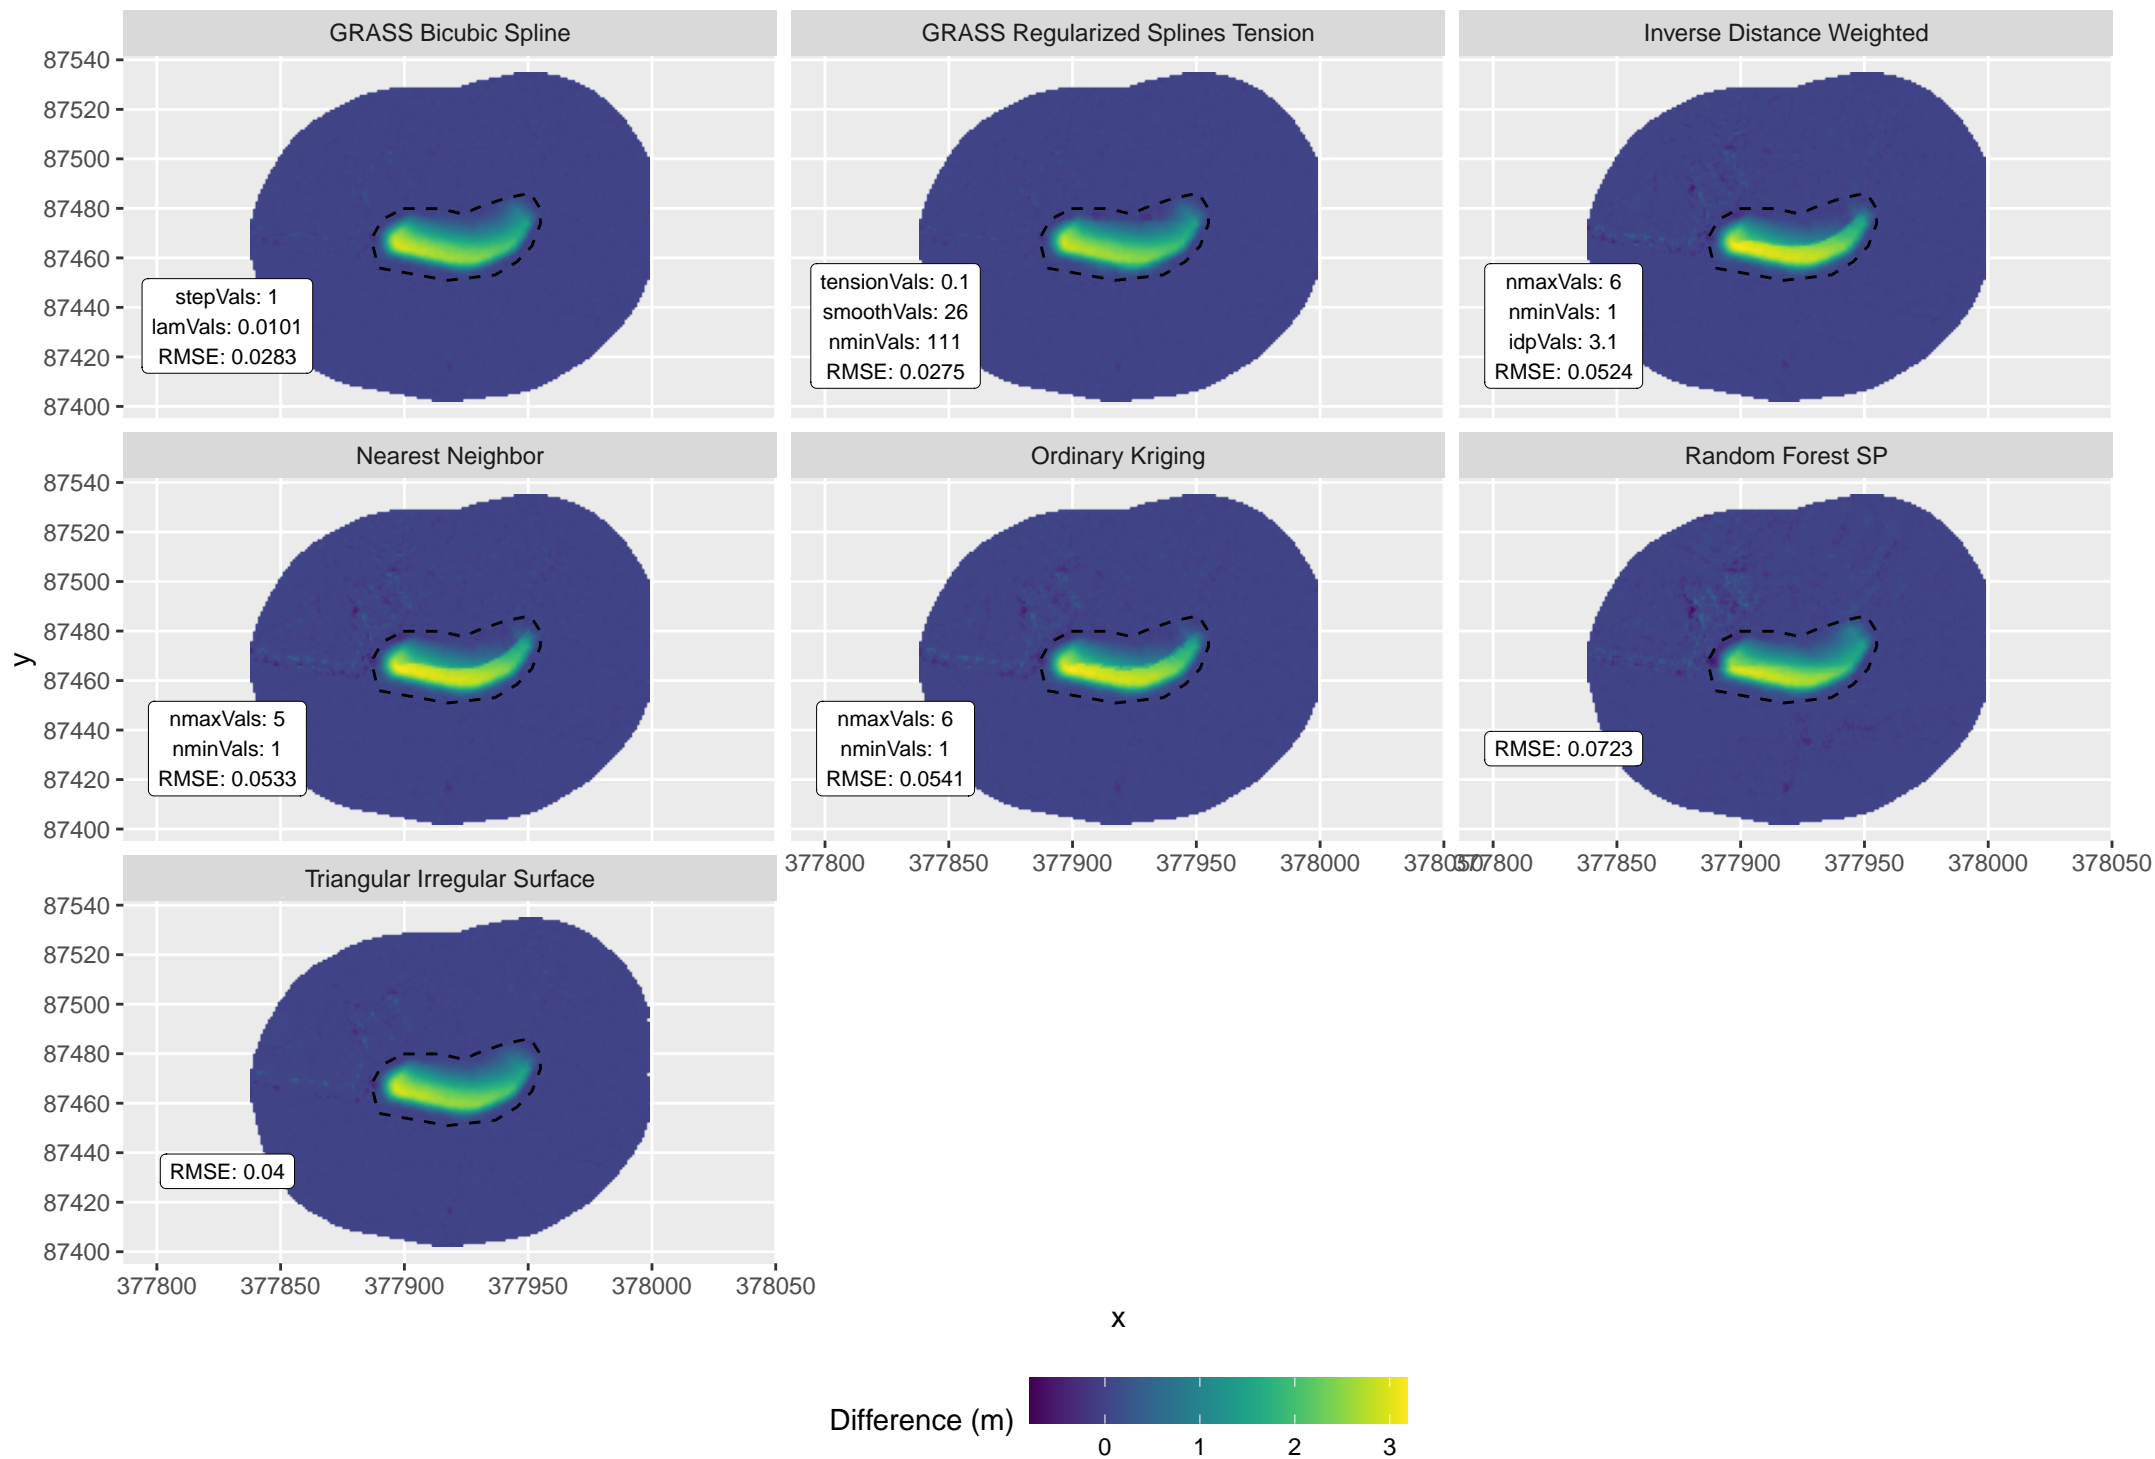 GRASS Bicubic Spline
GRASS Regularized Splines Tension
Inverse Distance Weighted
87540
87520
87500
87480
87460
87440
87420
87400
stepVals: 1
lamVals: 0.0101
RMSE: 0.0283
tensionVals: 0.1
smoothVals: 26
nminVals: 111
RMSE: 0.0275
nmaxVals: 6
nminVals: 1
idpVals: 3.1
RMSE: 0.0524
Nearest Neighbor
Ordinary Kriging
Random Forest SP
87540
87520
87500
87480
87460
87440
87420
87400
y
nmaxVals: 5
nminVals: 1
RMSE: 0.0533
nmaxVals: 6
nminVals: 1
RMSE: 0.0541
RMSE: 0.0723
377800 377850 377900 377950 378000 378050
377800 377850 377900 377950 378000 378050
Triangular Irregular Surface
87540
87520
87500
87480
87460
87440
87420
87400
RMSE: 0.04
377800 377850 377900 377950 378000 378050
x
Difference (m)
0 1 2 3